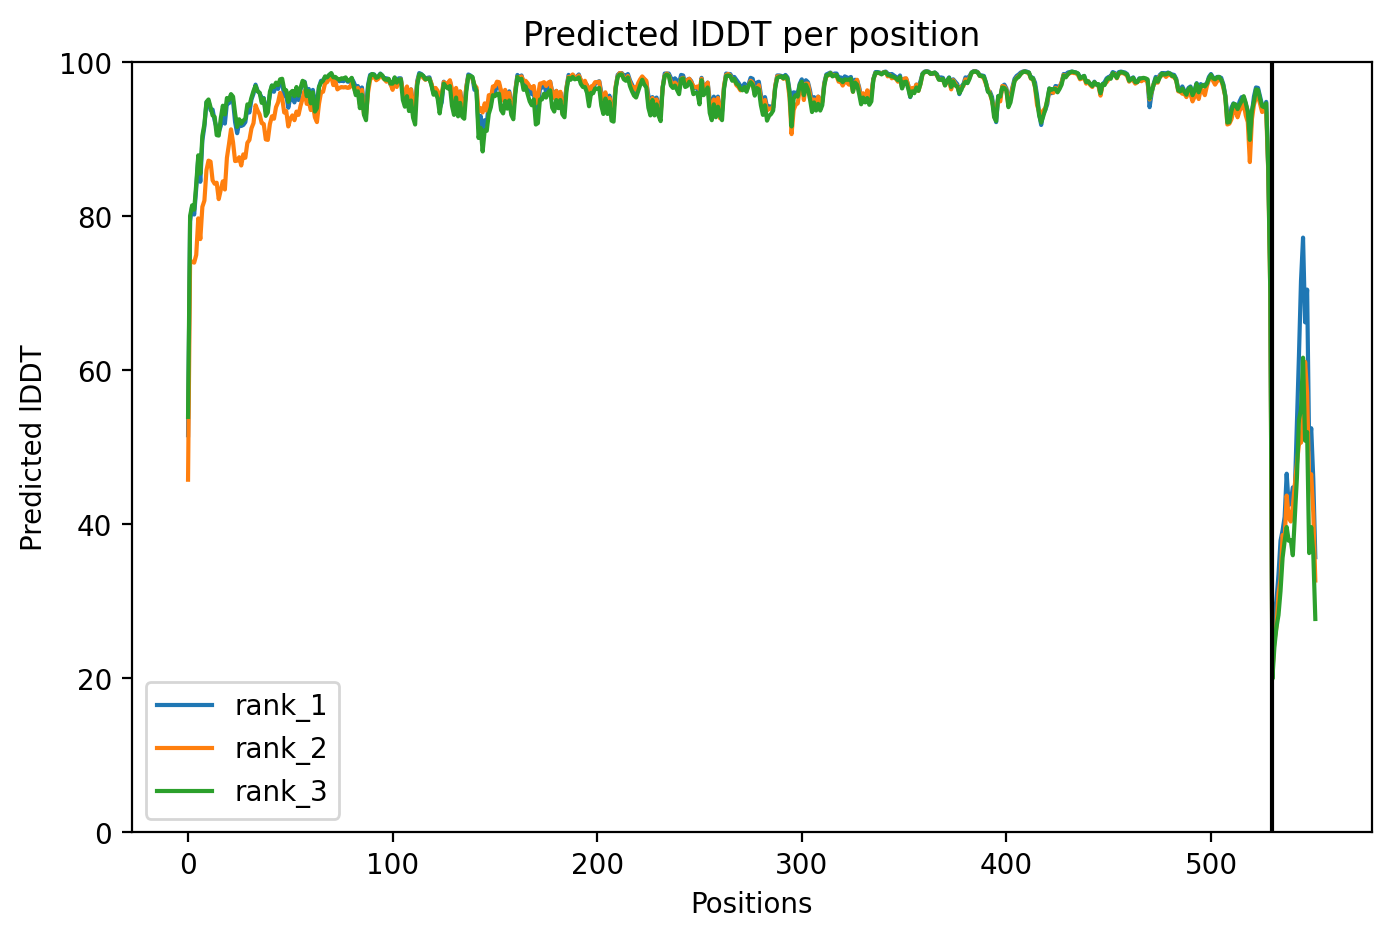 Predicted lDDT per position
100
80
60
40
20
0
Predicted lDDT
rank_1
rank_2
rank_3
0 100 200 300 400 500
Positions